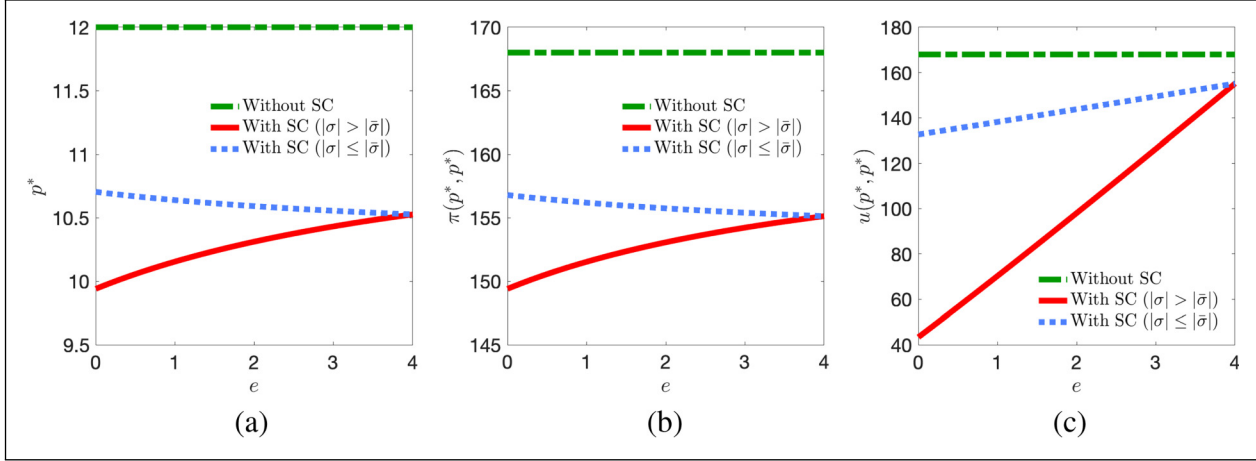 12
11.5
11
10.5
10
9.5
p*
0 1 2 3 4
e
Without SC
With SC (|σ| > |σ̄|)
With SC (|σ| ≤ |σ̄|)
(a)
170
165
160
155
150
145
π(p*, p*)
0 1 2 3 4
e
Without SC
With SC (|σ| > |σ̄|)
With SC (|σ| ≤ |σ̄|)
(b)
180
160
140
120
100
80
60
40
u(p*, p*)
0 1 2 3 4
e
Without SC
With SC (|σ| > |σ̄|)
With SC (|σ| ≤ |σ̄|)
(c)